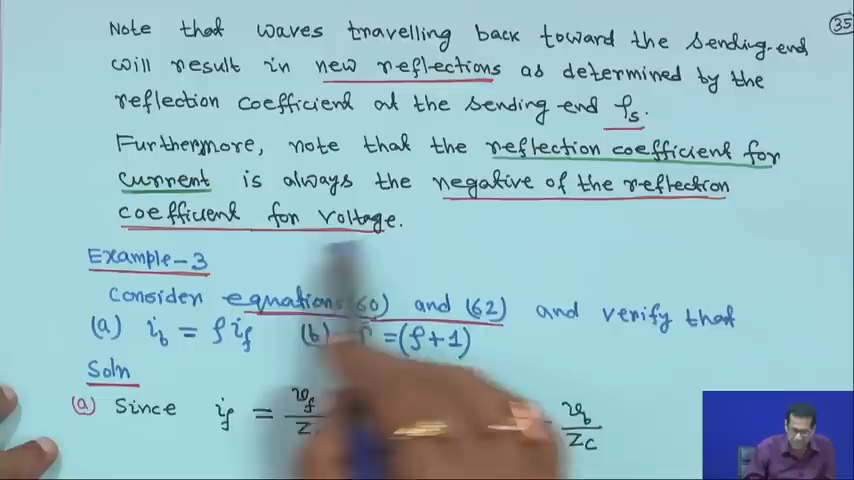 35
Note that waves travelling back toward the sending-end
will result in new reflections as determined by the
reflection coefficient at the sending end ρs.
Furthermore, note that the reflection coefficient for
current is always the negative of the reflection
coefficient for voltage.
Example-3
Consider equations (60) and (62) and verify that
(a) ib = ρ if (b) = (ρ+1)
Soln
(a) Since if = vf / Z vb / Zc